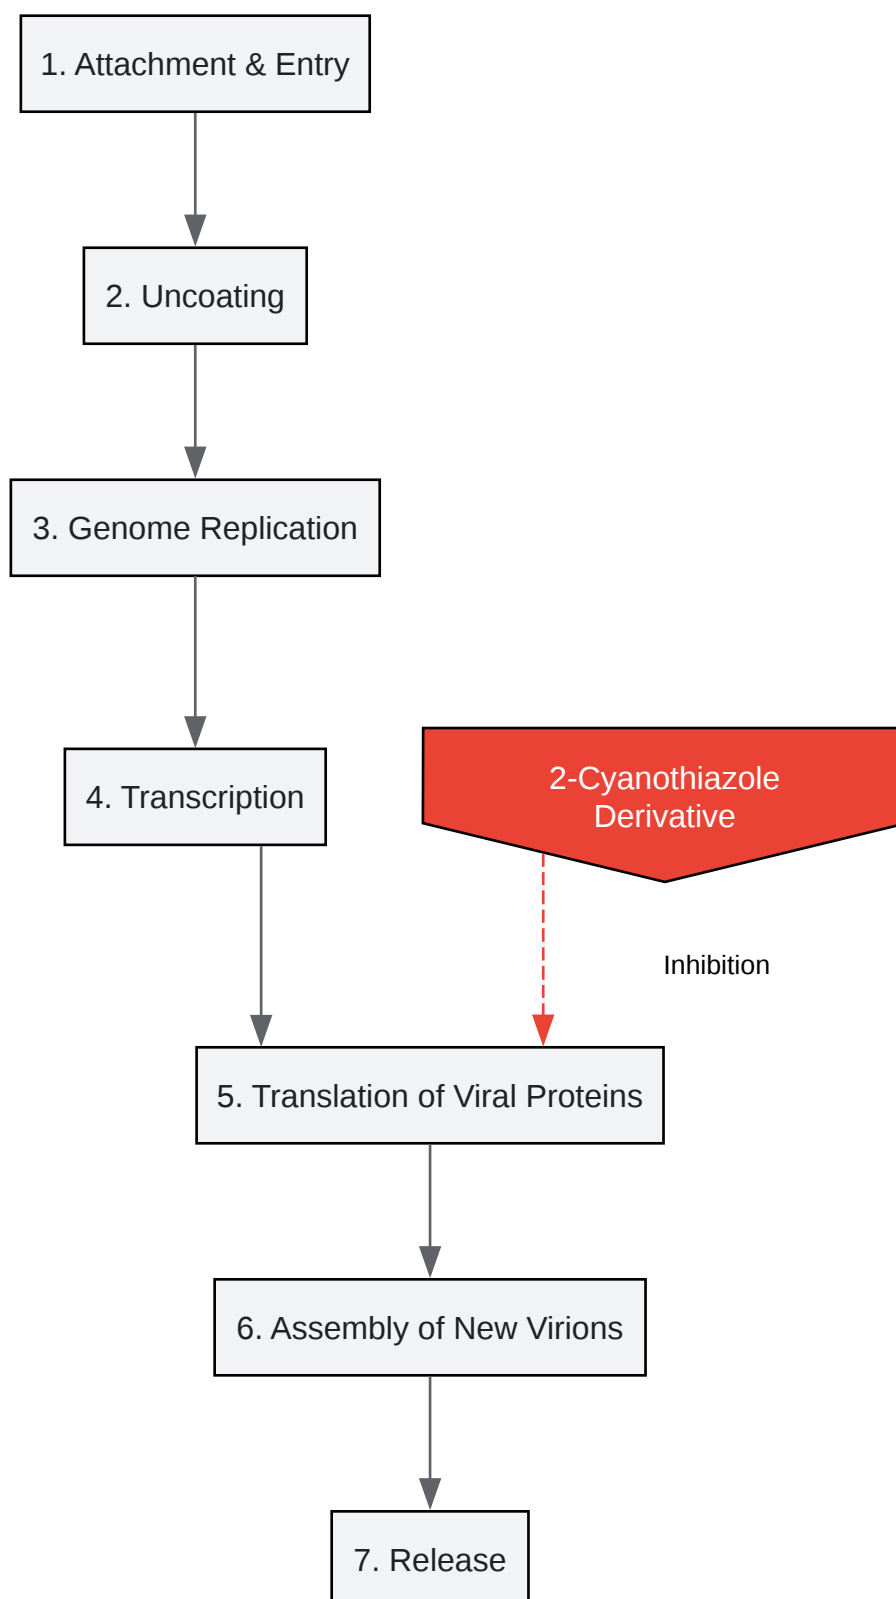 1. Attachment & Entry
2. Uncoating
3. Genome Replication
4. Transcription
2-Cyanothiazole
Derivative
Inhibition
5. Translation of Viral Proteins
6. Assembly of New Virions
7. Release